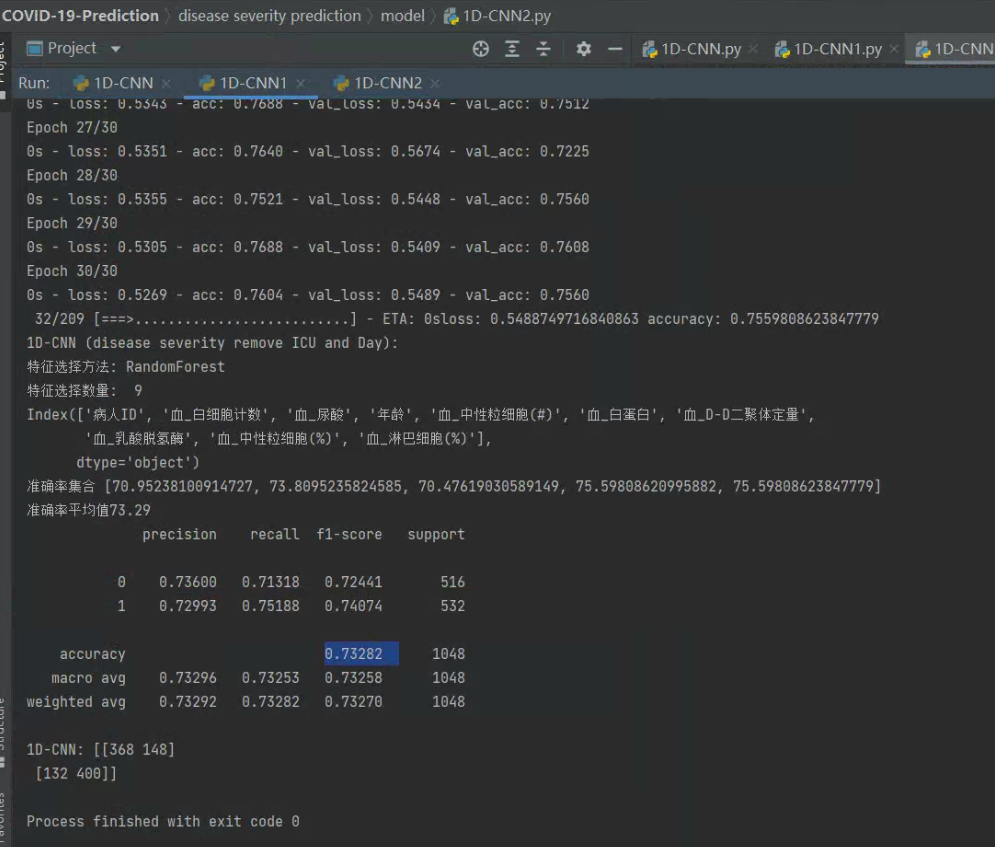 COVID-19-Prediction disease severity prediction model 1D-CNN2.py
Project 1D-CNN.py 1D-CNN1.py 1D-CNN
Run: 1D-CNN 1D-CNN1 1D-CNN2
0s - loss: 0.5343 - acc: 0.7688 - val_loss: 0.5434 - val_acc: 0.7512
Epoch 27/30
0s - loss: 0.5351 - acc: 0.7640 - val_loss: 0.5674 - val_acc: 0.7225
Epoch 28/30
0s - loss: 0.5355 - acc: 0.7521 - val_loss: 0.5448 - val_acc: 0.7560
Epoch 29/30
0s - loss: 0.5305 - acc: 0.7688 - val_loss: 0.5409 - val_acc: 0.7608
Epoch 30/30
0s - loss: 0.5269 - acc: 0.7604 - val_loss: 0.5489 - val_acc: 0.7560
32/209 [===>..........................] - ETA: 0sloss: 0.5488749716840863 accuracy: 0.7559808623847779
1D-CNN (disease severity remove ICU and Day):
特征选择方法: RandomForest
特征选择数量: 9
Index(['病人ID', '血_白细胞计数', '血_尿酸', '年龄', '血_中性粒细胞(#)', '血_白蛋白', '血_D-D二聚体定量',
'血_乳酸脱氢酶', '血_中性粒细胞(%)', '血_淋巴细胞(%)'],
dtype='object')
准确率集合 [70.95238100914727, 73.8095235824585, 70.47619030589149, 75.59808620995882, 75.59808623847779]
准确率平均值73.29
precision recall f1-score support
0 0.73600 0.71318 0.72441 516
1 0.72993 0.75188 0.74074 532
accuracy 0.73282 1048
macro avg 0.73296 0.73253 0.73258 1048
weighted avg 0.73292 0.73282 0.73270 1048
1D-CNN: [[368 148]
[132 400]]
Process finished with exit code 0
Project
Structure
Favorites